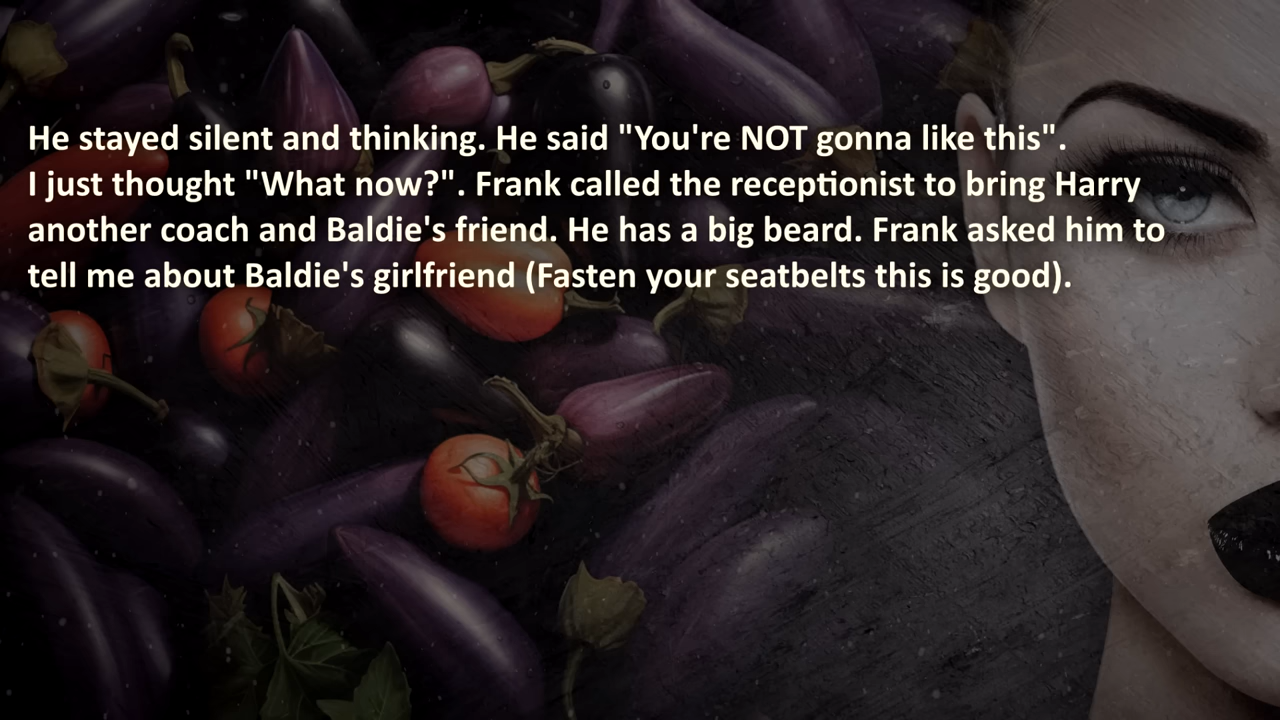 He stayed silent and thinking. He said "You're NOT gonna like this".
I just thought "What now?". Frank called the receptionist to bring Harry
another coach and Baldie's friend. He has a big beard. Frank asked him to
tell me about Baldie's girlfriend (Fasten your seatbelts this is good).